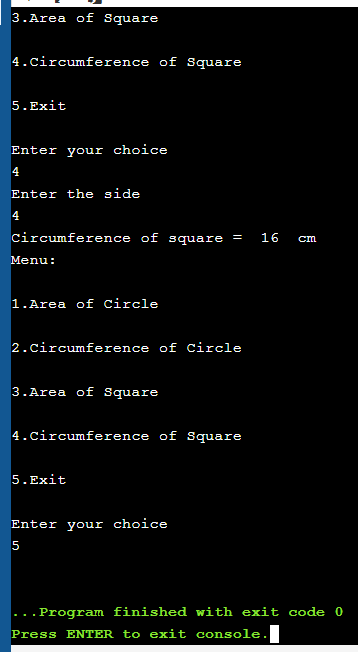 3.Area of Square
4.Circumference of Square
5.Exit
Enter your choice
4
Enter the side
4
Circumference of square =  16  cm
Menu:
1.Area of Circle
2.Circumference of Circle
3.Area of Square
4.Circumference of Square
5.Exit
Enter your choice
5
...Program finished with exit code 0
Press ENTER to exit console.